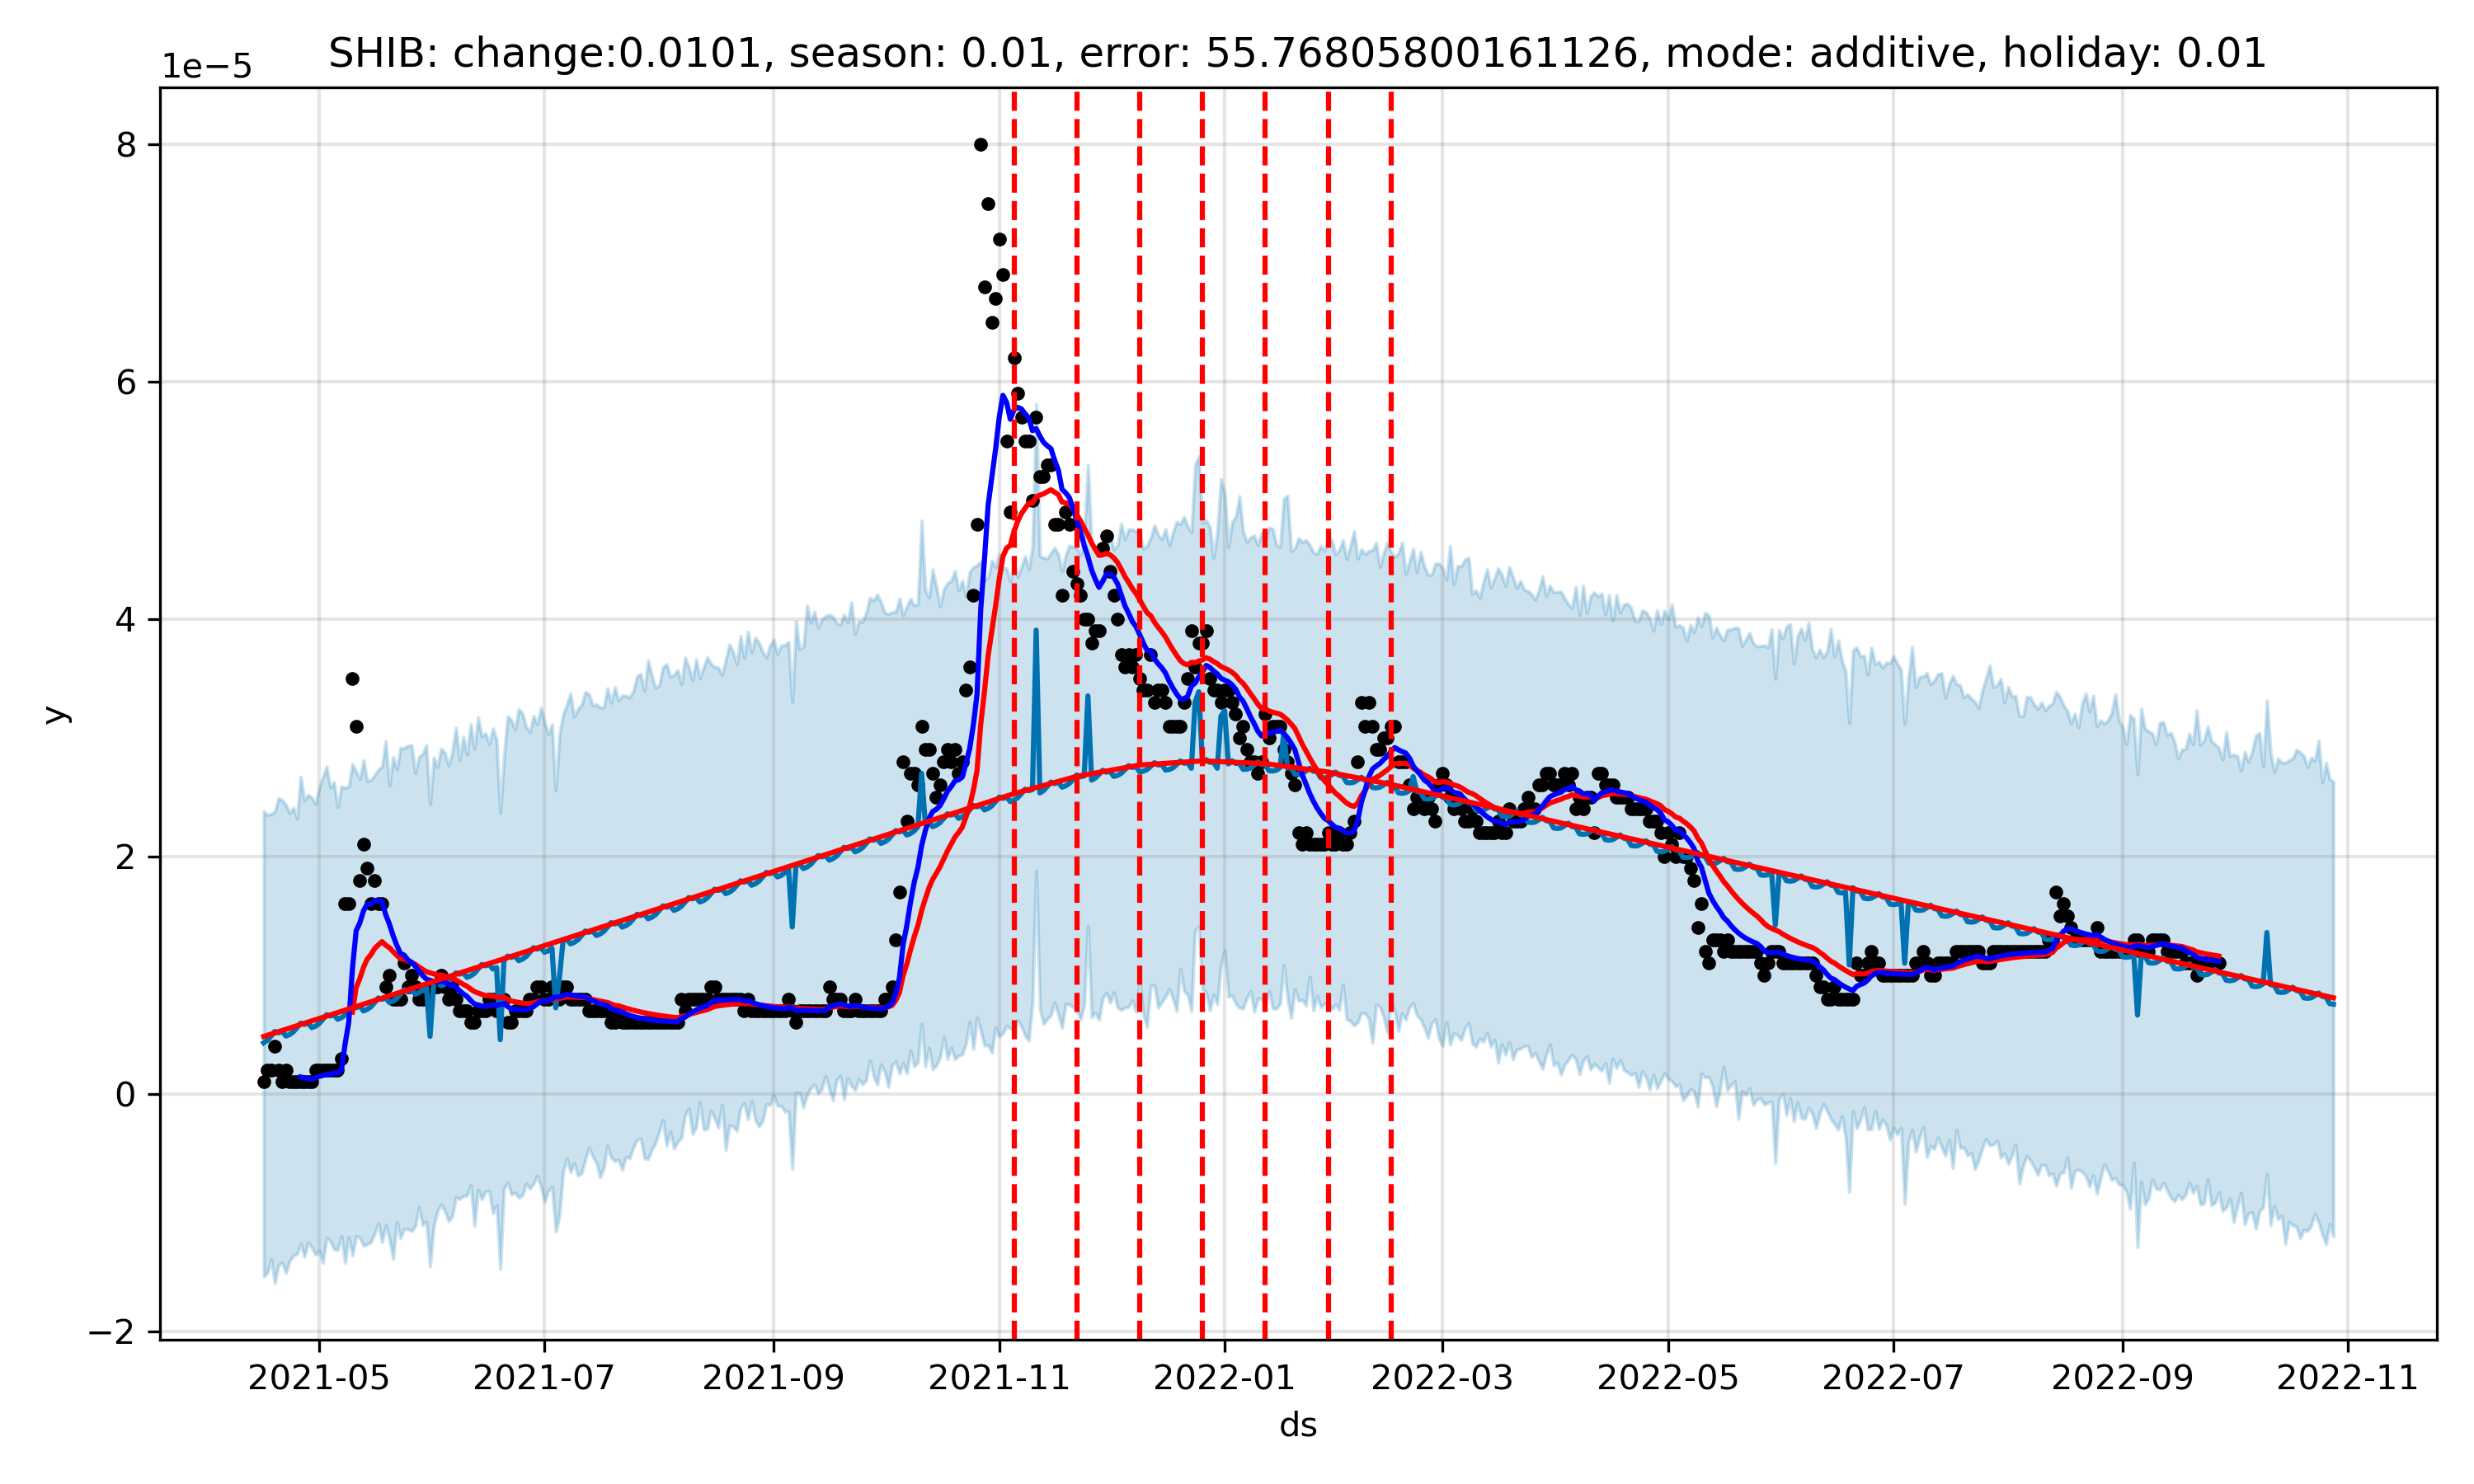 SHIB: change:0.0101, season: 0.01, error: 55.76805800161126, mode: additive, holiday: 0.01
1e−5
8
6
4
2
0
−2
y
2021-05 2021-07 2021-09 2021-11 2022-01 2022-03 2022-05 2022-07 2022-09 2022-11
ds